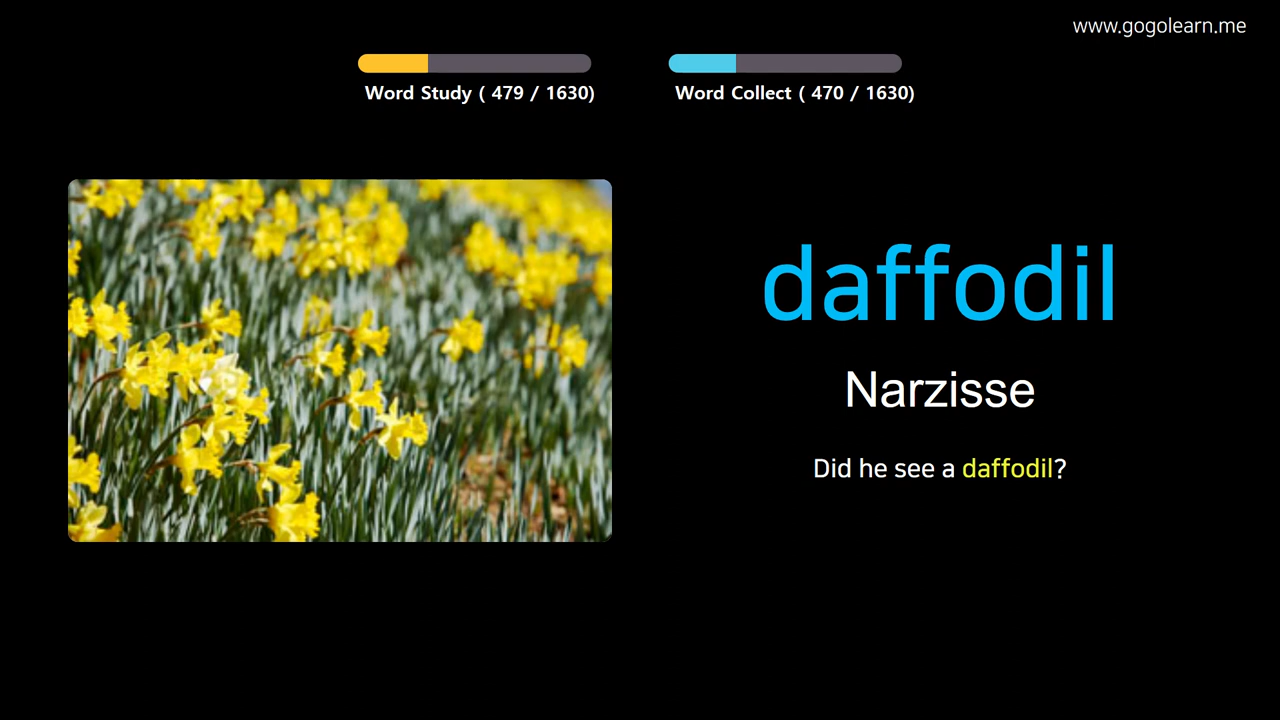 www.gogolearn.me
Word Study ( 479 / 1630)
Word Collect ( 470 / 1630)
daffodil
Narzisse
Did he see a daffodil?